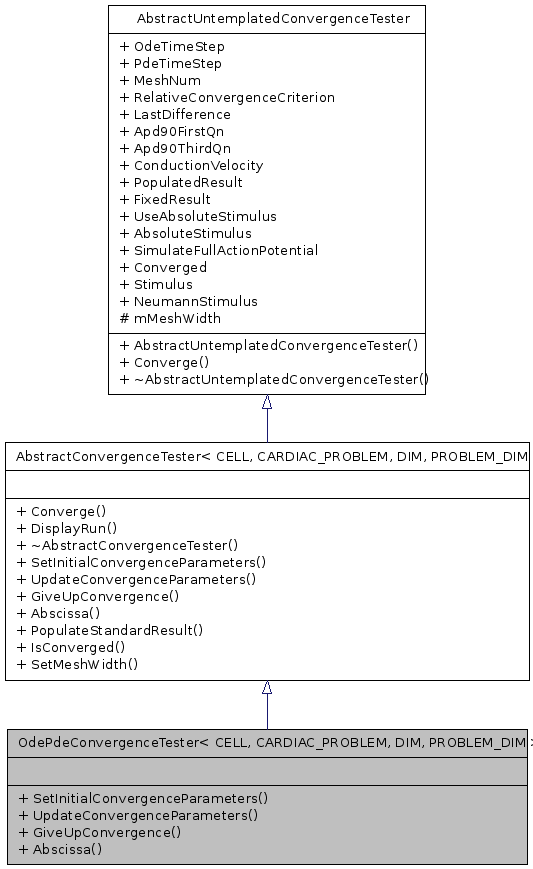 AbstractUntemplatedConvergenceTester
+ OdeTimeStep
+ PdeTimeStep
+ MeshNum
+ RelativeConvergenceCriterion
+ LastDifference
+ Apd90FirstQn
+ Apd90ThirdQn
+ ConductionVelocity
+ PopulatedResult
+ FixedResult
+ UseAbsoluteStimulus
+ AbsoluteStimulus
+ SimulateFullActionPotential
+ Converged
+ Stimulus
+ NeumannStimulus
# mMeshWidth
+ AbstractUntemplatedConvergenceTester()
+ Converge()
+ ~AbstractUntemplatedConvergenceTester()
AbstractConvergenceTester< CELL, CARDIAC_PROBLEM, DIM, PROBLEM_DIM
+ Converge()
+ DisplayRun()
+ ~AbstractConvergenceTester()
+ SetInitialConvergenceParameters()
+ UpdateConvergenceParameters()
+ GiveUpConvergence()
+ Abscissa()
+ PopulateStandardResult()
+ IsConverged()
+ SetMeshWidth()
OdePdeConvergenceTester< CELL, CARDIAC_PROBLEM, DIM, PROBLEM_DIM >
+ SetInitialConvergenceParameters()
+ UpdateConvergenceParameters()
+ GiveUpConvergence()
+ Abscissa()